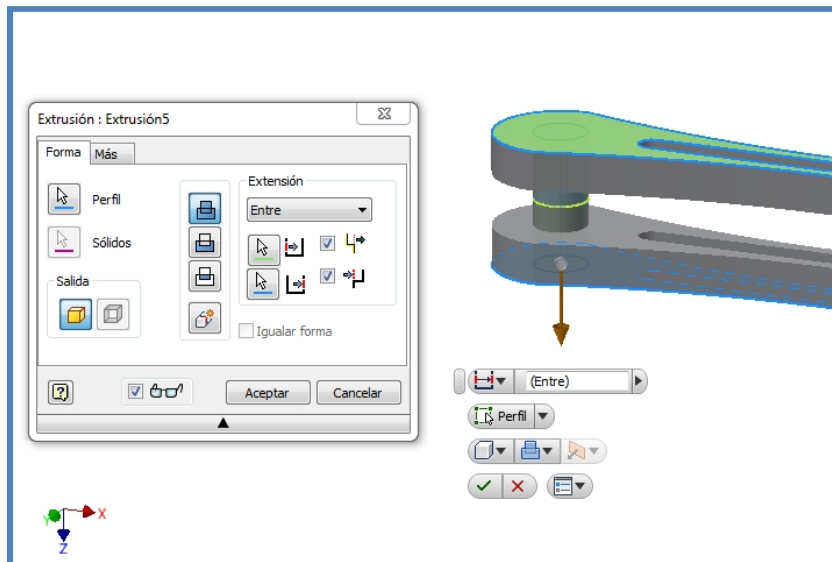 Extrusión : Extrusión5
Forma
Más
Perfil
Sólidos
Salida
Extensión
Entre
Igualar forma
Aceptar
Cancelar
(Entre)
Perfil
X
Y
Z